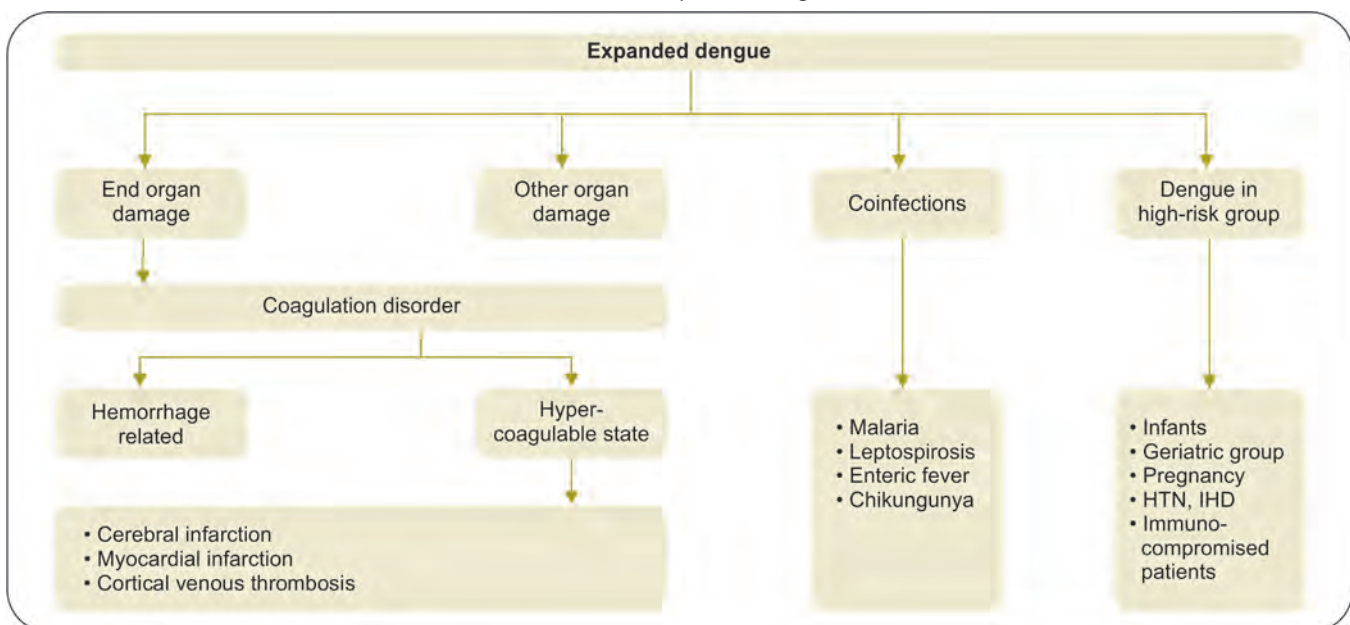 Expanded dengue
End organ
damage
Other organ
damage
Coinfections
Dengue in
high-risk group
Coagulation disorder
Hemorrhage
related
Hyper-
coagulable state
• Malaria
• Leptospirosis
• Enteric fever
• Chikungunya
• Infants
• Geriatric group
• Pregnancy
• HTN, IHD
• Immuno-
compromised
patients
• Cerebral infarction
• Myocardial infarction
• Cortical venous thrombosis